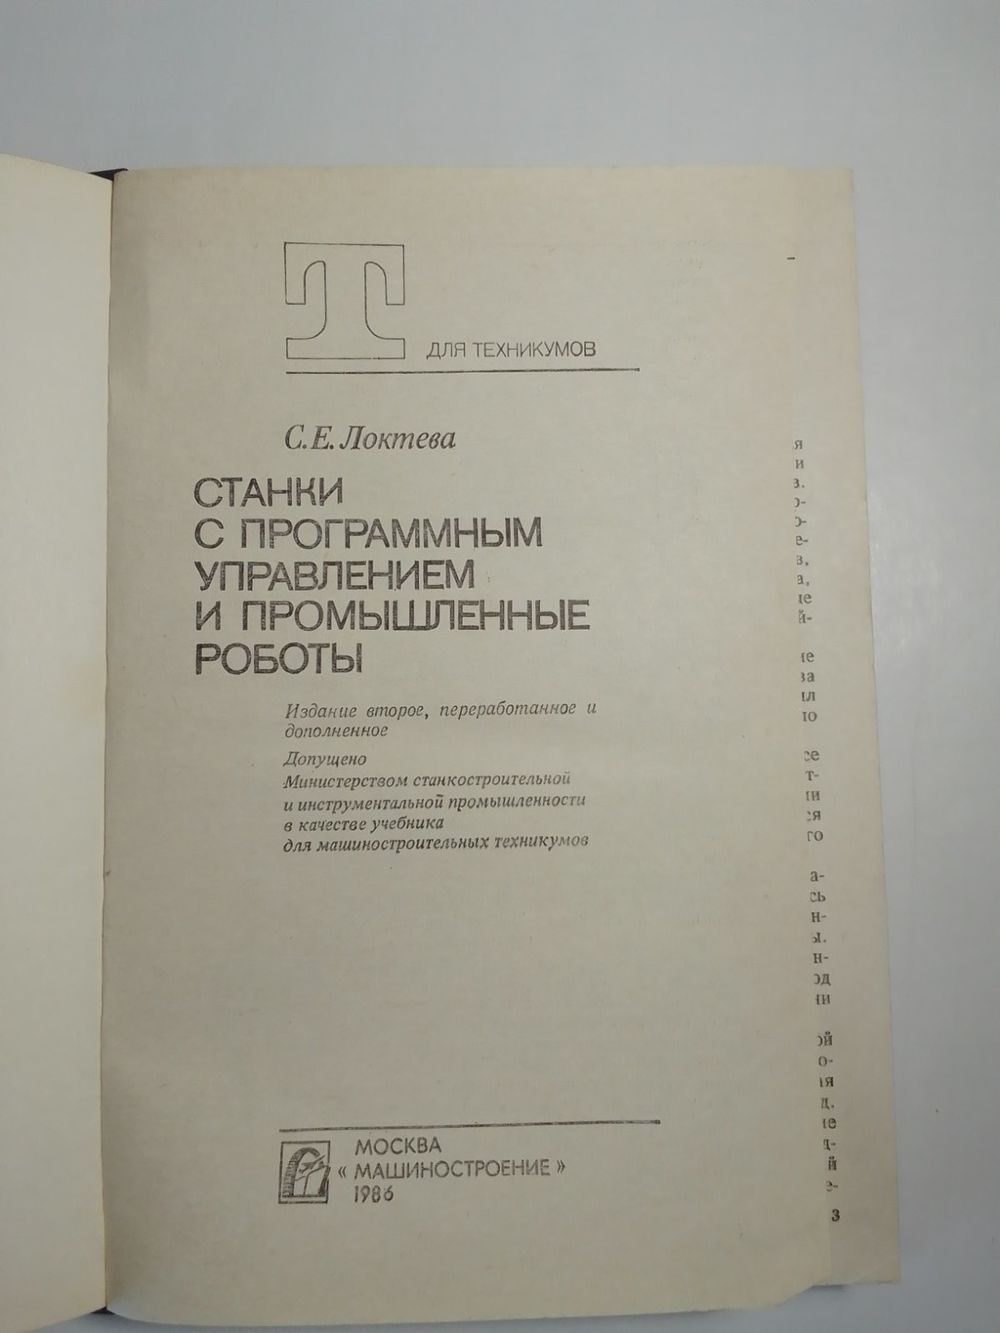 Т
ДЛЯ ТЕХНИКУМОВ
С.Е. Локтева
СТАНКИ
С ПРОГРАММНЫМ
УПРАВЛЕНИЕМ
И ПРОМЫШЛЕННЫЕ
РОБОТЫ
Издание второе, переработанное и
дополненное
Допущено
Министерством станкостроительной
и инструментальной промышленности
в качестве учебника
для машиностроительных техникумов
МОСКВА
« МАШИНОСТРОЕНИЕ »
1986
3